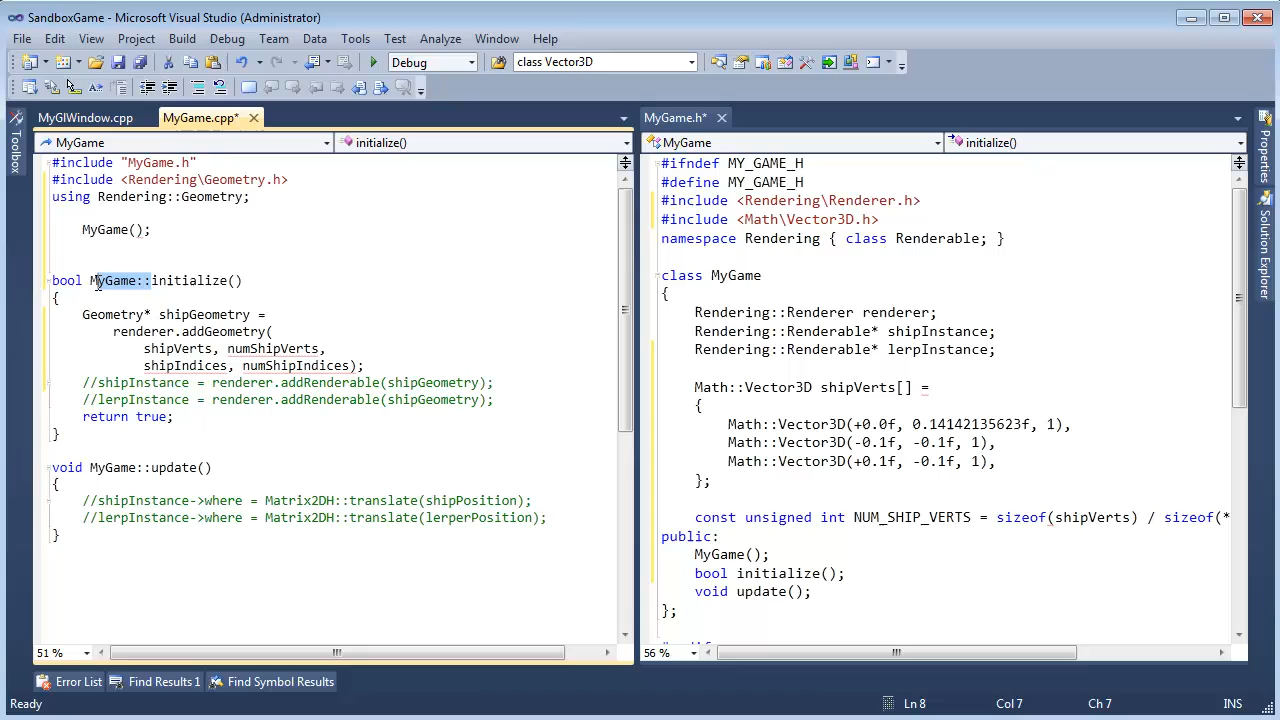 SandboxGame - Microsoft Visual Studio (Administrator)
File Edit View Project Build Debug Team Data Tools Test Analyze Window Help
Debug class Vector3D
MyGlWindow.cpp MyGame.cpp*
MyGame initialize()
#include "MyGame.h"
#include <Rendering\Geometry.h>
using Rendering::Geometry;
MyGame();
bool MyGame::initialize()
{
Geometry* shipGeometry =
renderer.addGeometry(
shipVerts, numShipVerts,
shipIndices, numShipIndices);
//shipInstance = renderer.addRenderable(shipGeometry);
//lerpInstance = renderer.addRenderable(shipGeometry);
return true;
}
void MyGame::update()
{
//shipInstance->where = Matrix2DH::translate(shipPosition);
//lerpInstance->where = Matrix2DH::translate(lerperPosition);
}
51 %
MyGame.h*
MyGame initialize()
#ifndef MY_GAME_H
#define MY_GAME_H
#include <Rendering\Renderer.h>
#include <Math\Vector3D.h>
namespace Rendering { class Renderable; }
class MyGame
{
Rendering::Renderer renderer;
Rendering::Renderable* shipInstance;
Rendering::Renderable* lerpInstance;
Math::Vector3D shipVerts[] =
{
Math::Vector3D(+0.0f, 0.14142135623f, 1),
Math::Vector3D(-0.1f, -0.1f, 1),
Math::Vector3D(+0.1f, -0.1f, 1),
};
const unsigned int NUM_SHIP_VERTS = sizeof(shipVerts) / sizeof(*
public:
MyGame();
bool initialize();
void update();
};
56 %
Toolbox
Properties
Solution Explorer
Error List Find Results 1 Find Symbol Results
Ready Ln 8 Col 7 Ch 7 INS